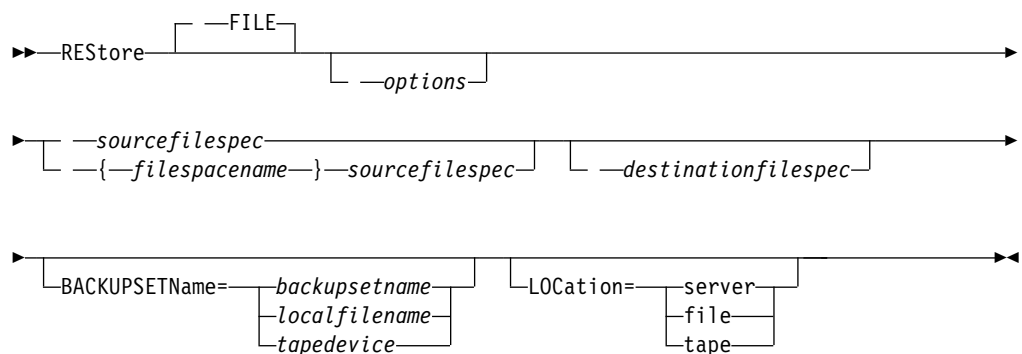 FILE
REStore
options
sourcefilespec
{ filespacename } sourcefilespec
destinationfilespec
BACKUPSETName= backupsetname
localfilename
tapedevice
LOCation= server
file
tape